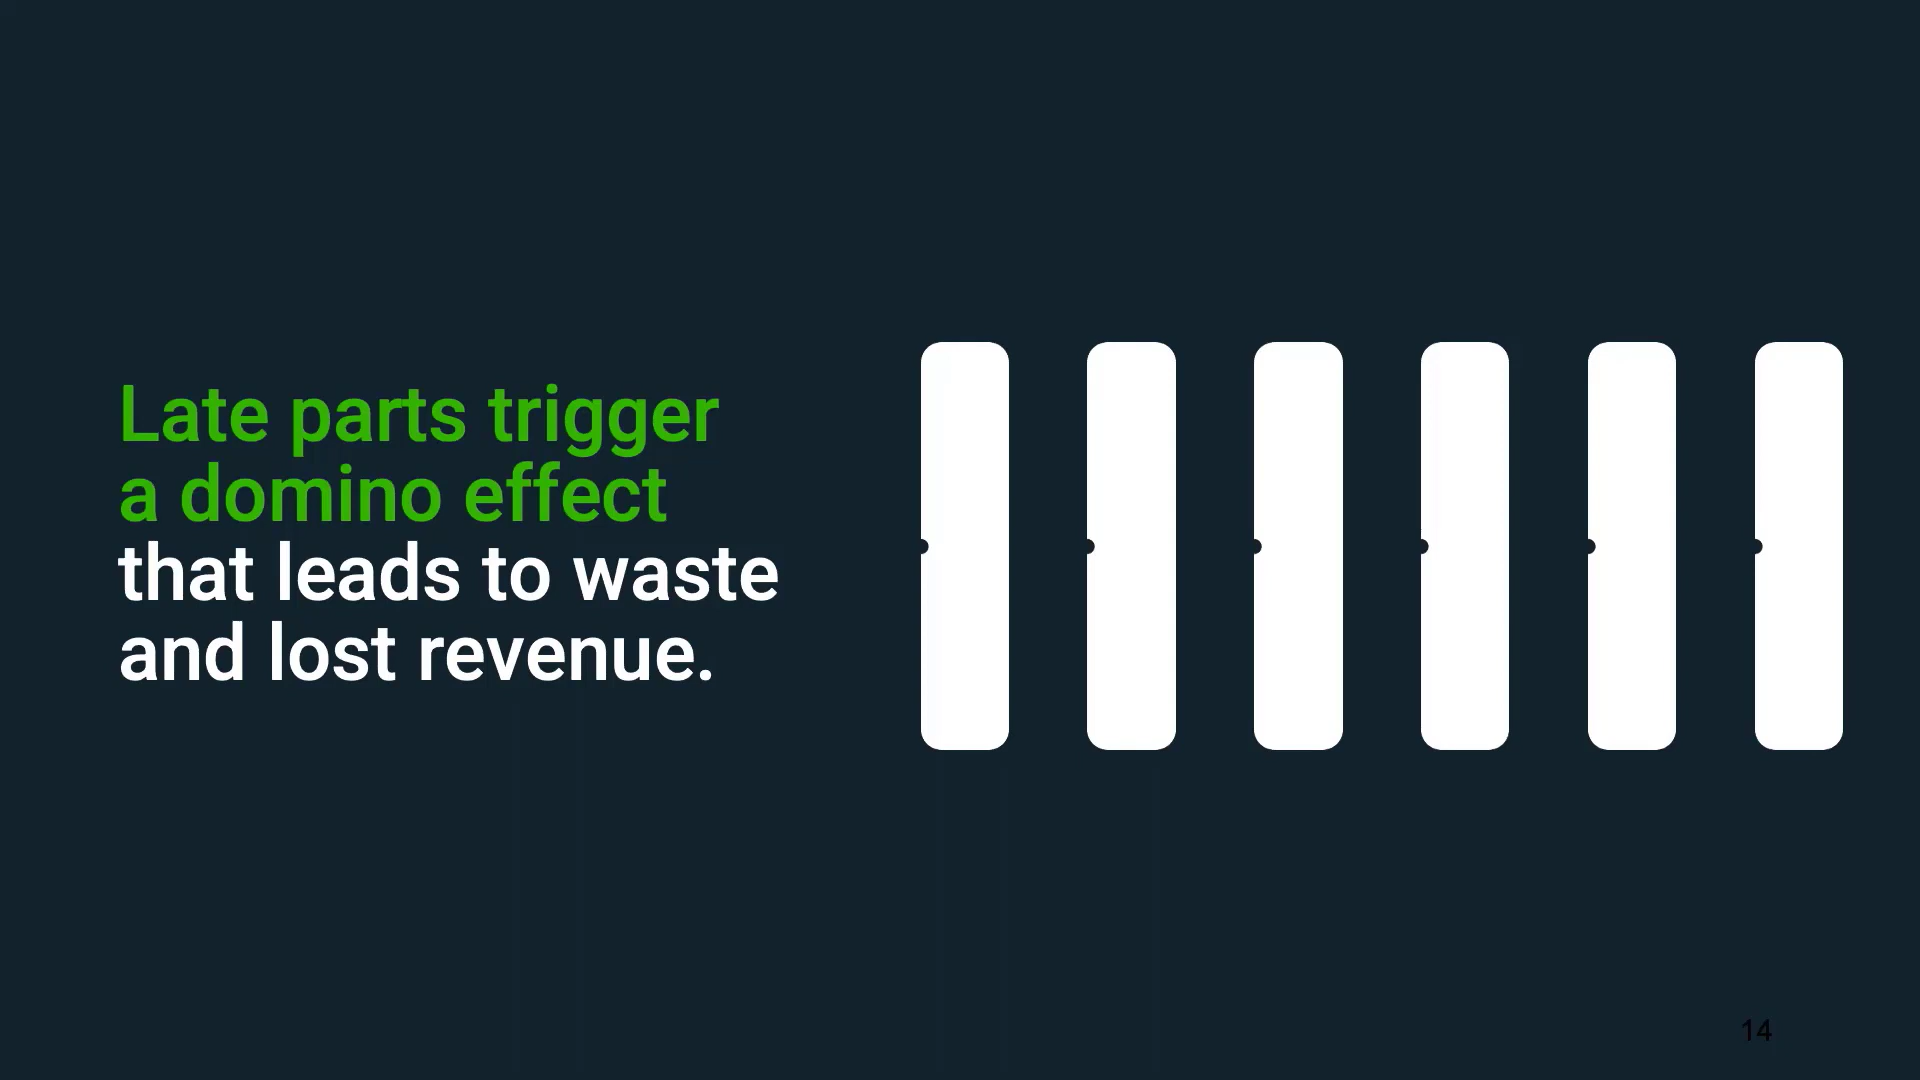 Late parts trigger
a domino effect
that leads to waste
and lost revenue.
14